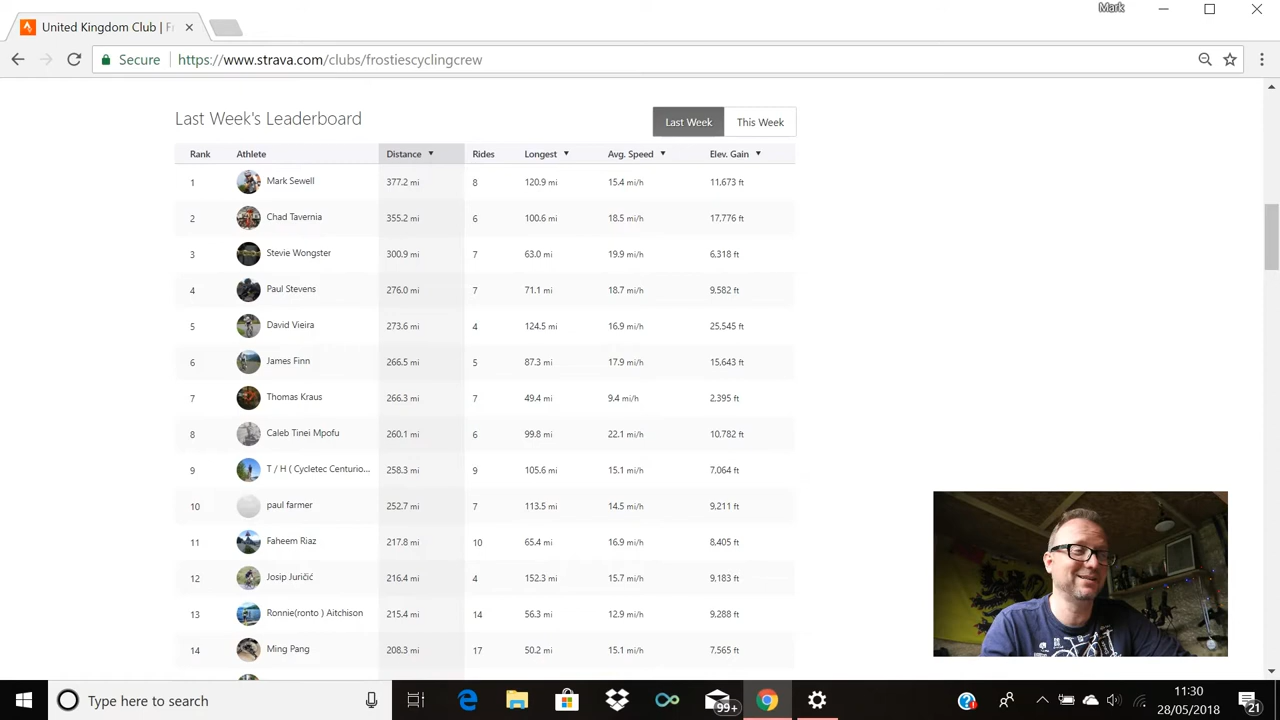 Mark
United Kingdom Club | Fr
Secure https://www.strava.com/clubs/frostiescyclingcrew
Last Week's Leaderboard Last Week This Week
Rank Athlete Distance Rides Longest Avg. Speed Elev. Gain
1 Mark Sewell 377.2 mi 8 120.9 mi 15.4 mi/h 11,673 ft
2 Chad Tavernia 355.2 mi 6 100.6 mi 18.5 mi/h 17,776 ft
3 Stevie Wongster 300.9 mi 7 63.0 mi 19.9 mi/h 6,318 ft
4 Paul Stevens 276.0 mi 7 71.1 mi 18.7 mi/h 9,582 ft
5 David Vieira 273.6 mi 4 124.5 mi 16.9 mi/h 25,545 ft
6 James Finn 266.5 mi 5 87.3 mi 17.9 mi/h 15,643 ft
7 Thomas Kraus 266.3 mi 7 49.4 mi 9.4 mi/h 2,395 ft
8 Caleb Tinei Mpofu 260.1 mi 6 99.8 mi 22.1 mi/h 10,782 ft
9 T / H ( Cycletec Centurio... 258.3 mi 9 105.6 mi 15.1 mi/h 7,064 ft
10 paul farmer 252.7 mi 7 113.5 mi 14.5 mi/h 9,211 ft
11 Faheem Riaz 217.8 mi 10 65.4 mi 16.9 mi/h 8,405 ft
12 Josip Juričić 216.4 mi 4 152.3 mi 15.7 mi/h 9,183 ft
13 Ronnie(ronto ) Aitchison 215.4 mi 14 56.3 mi 12.9 mi/h 9,288 ft
14 Ming Pang 208.3 mi 17 50.2 mi 15.1 mi/h 7,565 ft
Type here to search 99+ 11:30
28/05/2018 21